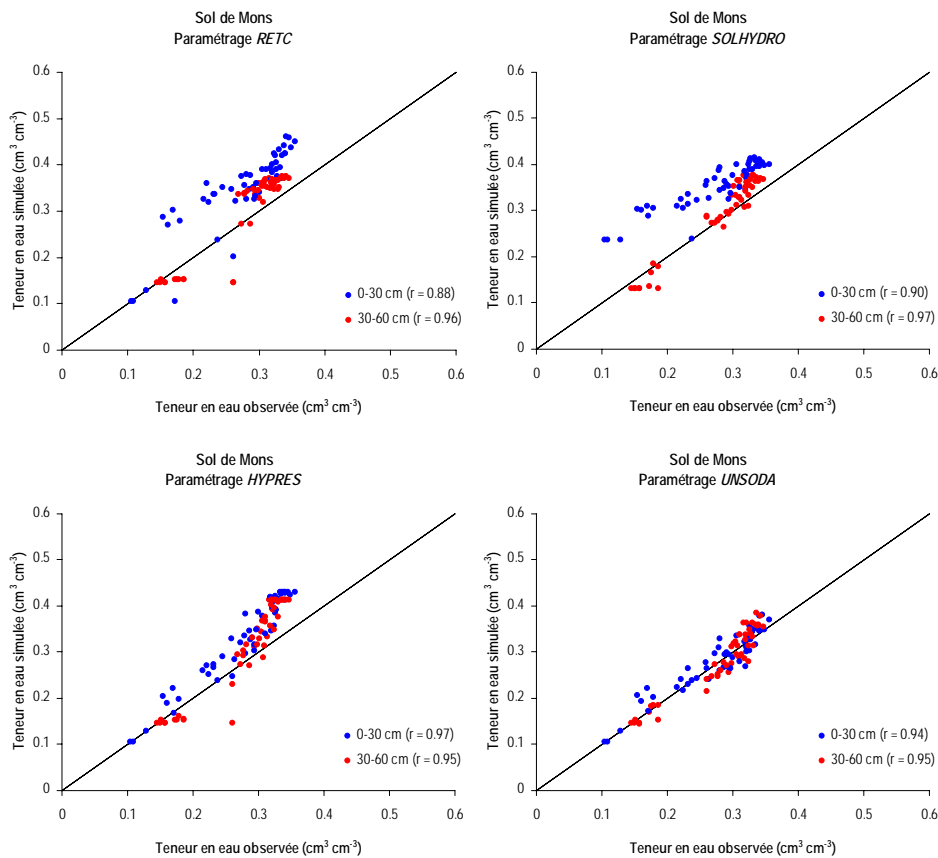 Sol de Mons
Paramétrage RETC
Teneur en eau simulée (cm³ cm⁻³)
0.6
0.5
0.4
0.3
0.2
0.1
0
0-30 cm (r = 0.88)
30-60 cm (r = 0.96)
0 0.1 0.2 0.3 0.4 0.5 0.6
Teneur en eau observée (cm³ cm⁻³)
Sol de Mons
Paramétrage SOLHYDRO
Teneur en eau simulée (cm³ cm⁻³)
0.6
0.5
0.4
0.3
0.2
0.1
0
0-30 cm (r = 0.90)
30-60 cm (r = 0.97)
0 0.1 0.2 0.3 0.4 0.5 0.6
Teneur en eau observée (cm³ cm⁻³)
Sol de Mons
Paramétrage HYPRES
Teneur en eau simulée (cm³ cm⁻³)
0.6
0.5
0.4
0.3
0.2
0.1
0
0-30 cm (r = 0.97)
30-60 cm (r = 0.95)
0 0.1 0.2 0.3 0.4 0.5 0.6
Teneur en eau observée (cm³ cm⁻³)
Sol de Mons
Paramétrage UNSODA
Teneur en eau simulée (cm³ cm⁻³)
0.6
0.5
0.4
0.3
0.2
0.1
0
0-30 cm (r = 0.94)
30-60 cm (r = 0.95)
0 0.1 0.2 0.3 0.4 0.5 0.6
Teneur en eau observée (cm³ cm⁻³)